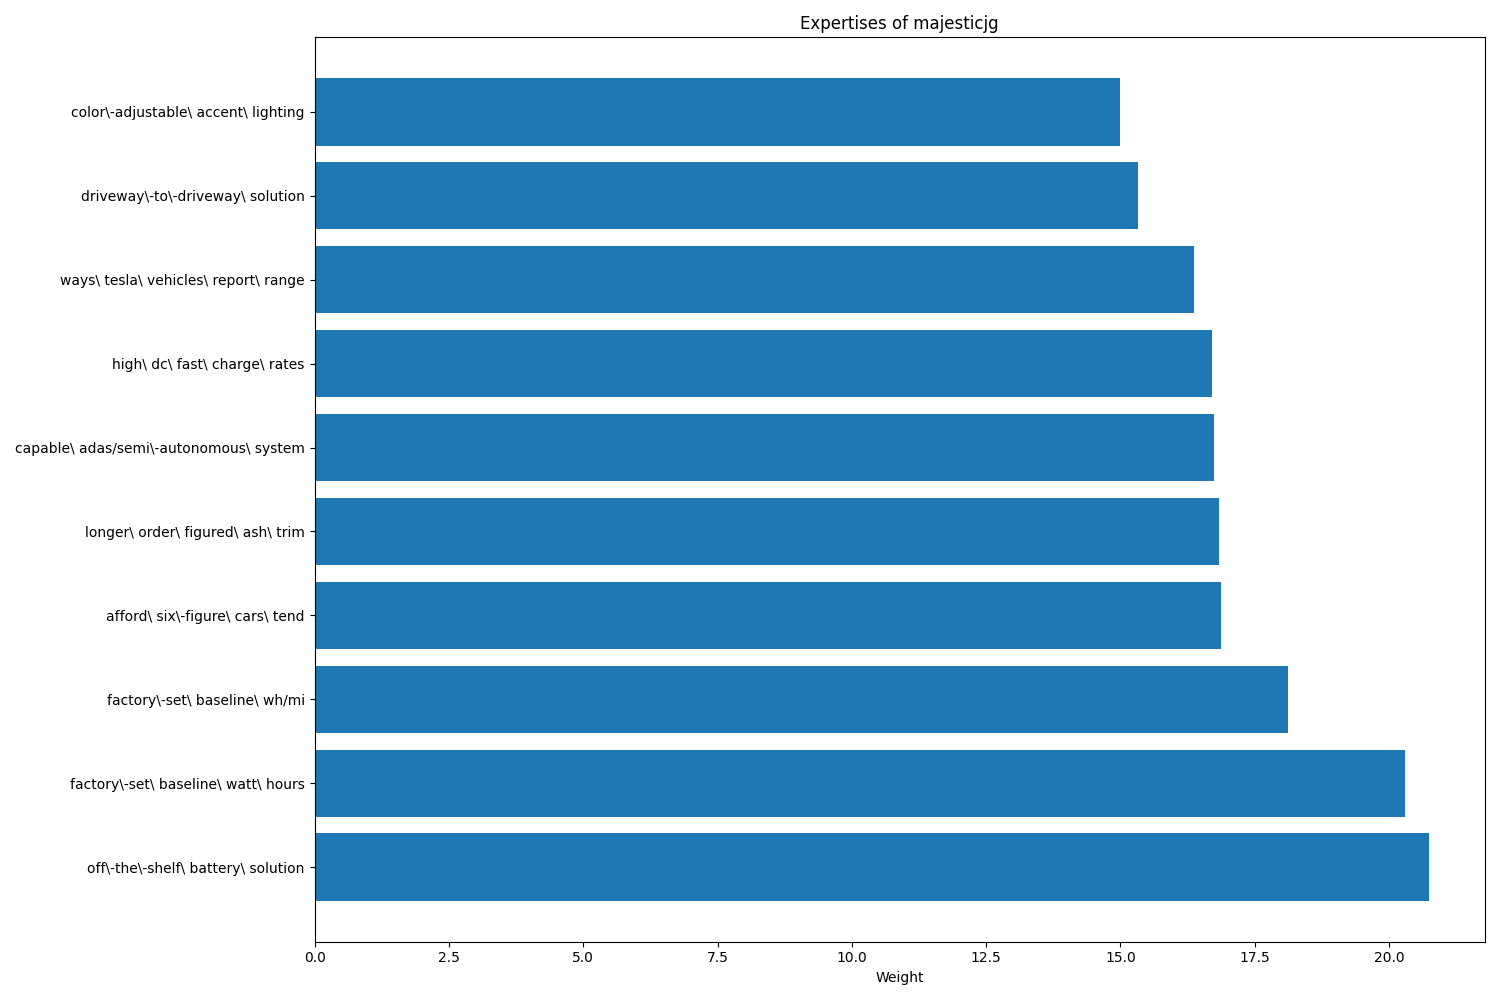 Expertises of majesticjg
color\-adjustable\ accent\ lighting
driveway\-to\-driveway\ solution
ways\ tesla\ vehicles\ report\ range
high\ dc\ fast\ charge\ rates
capable\ adas/semi\-autonomous\ system
longer\ order\ figured\ ash\ trim
afford\ six\-figure\ cars\ tend
factory\-set\ baseline\ wh/mi
factory\-set\ baseline\ watt\ hours
off\-the\-shelf\ battery\ solution
0.0 2.5 5.0 7.5 10.0 12.5 15.0 17.5 20.0
Weight